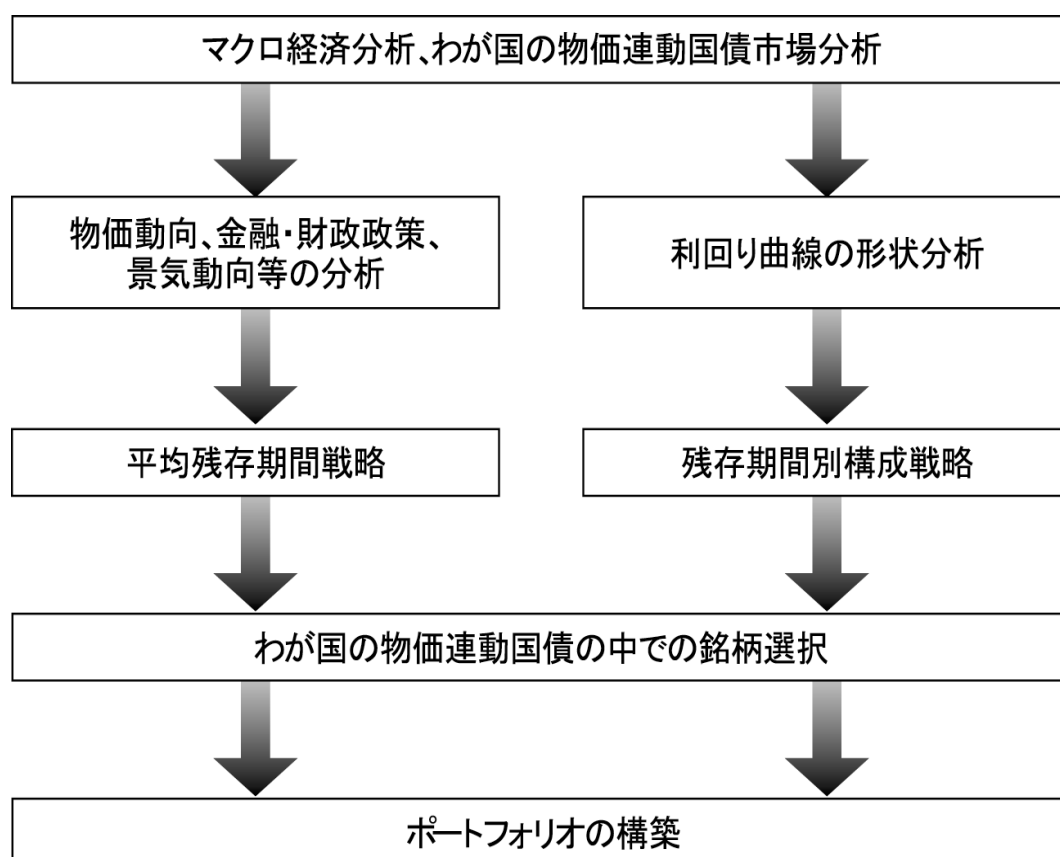 マクロ経済分析、わが国の物価連動国債市場分析
物価動向、金融・財政政策、
景気動向等の分析
利回り曲線の形状分析
平均残存期間戦略
残存期間別構成戦略
わが国の物価連動国債の中での銘柄選択
ポートフォリオの構築